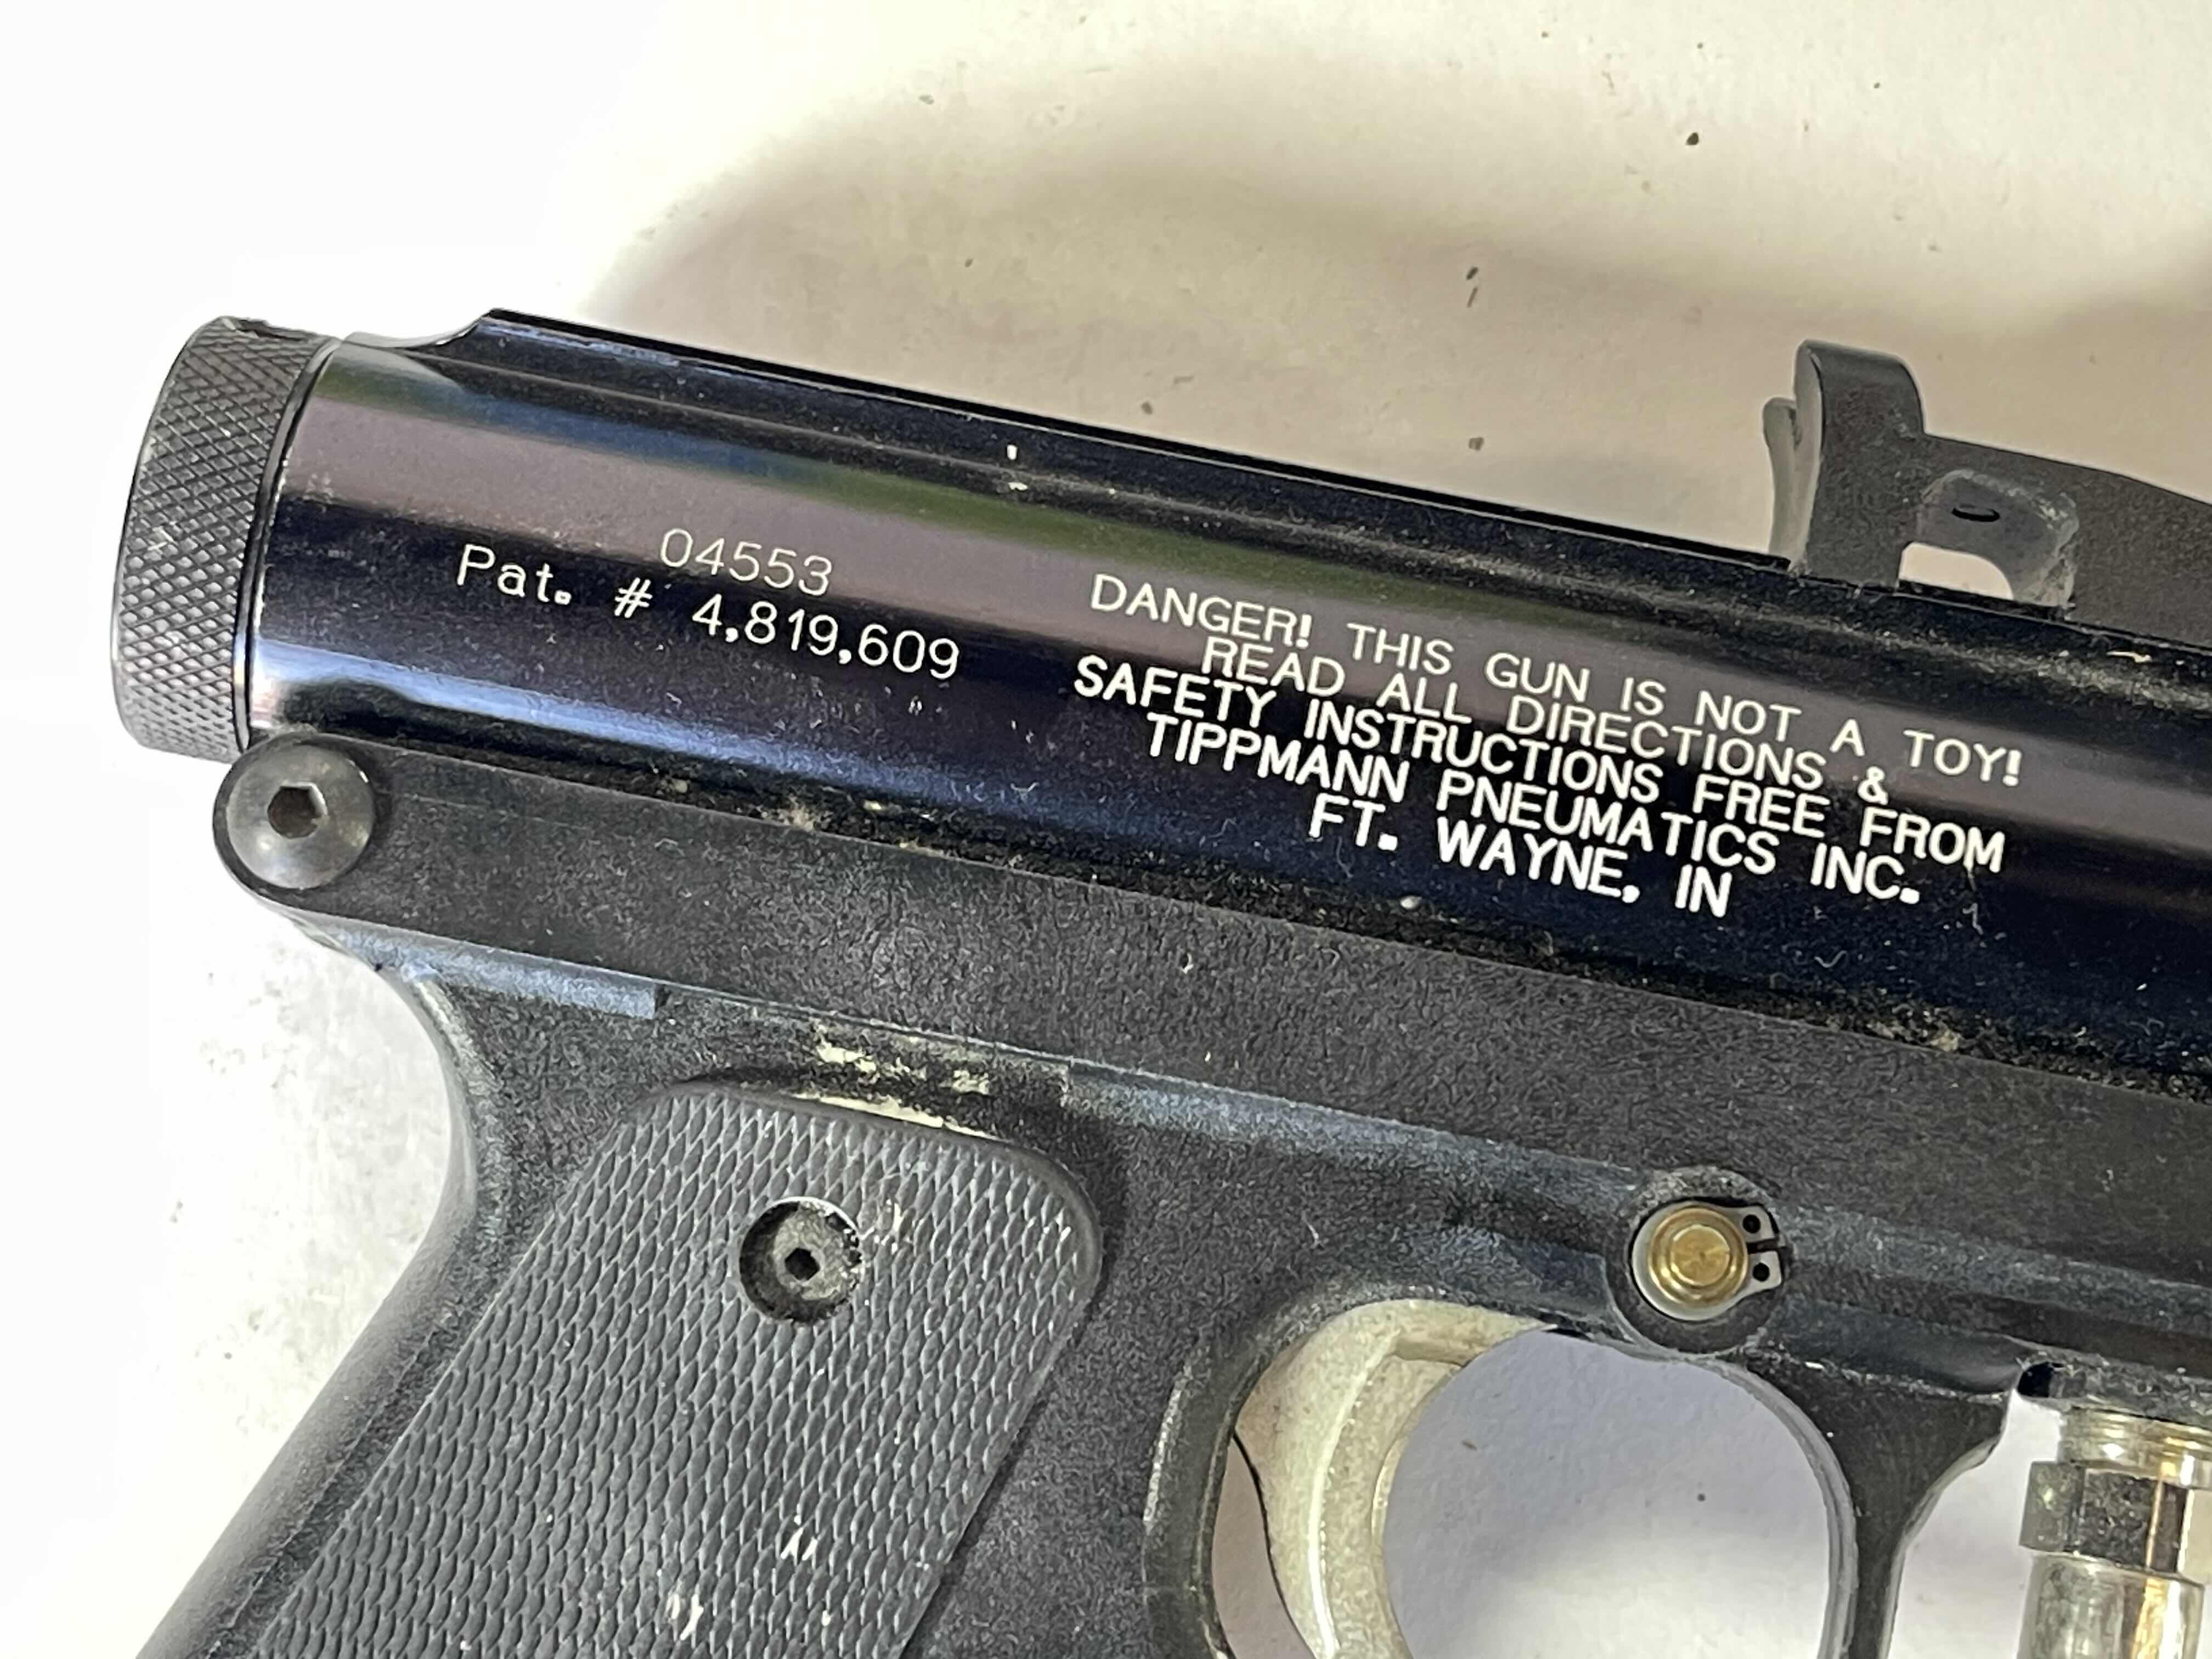 04553
Pat. # 4,819,609
DANGER! THIS GUN IS NOT A TOY!
READ ALL DIRECTIONS &
SAFETY INSTRUCTIONS FREE FROM
TIPPMANN PNEUMATICS INC.
FT. WAYNE, IN